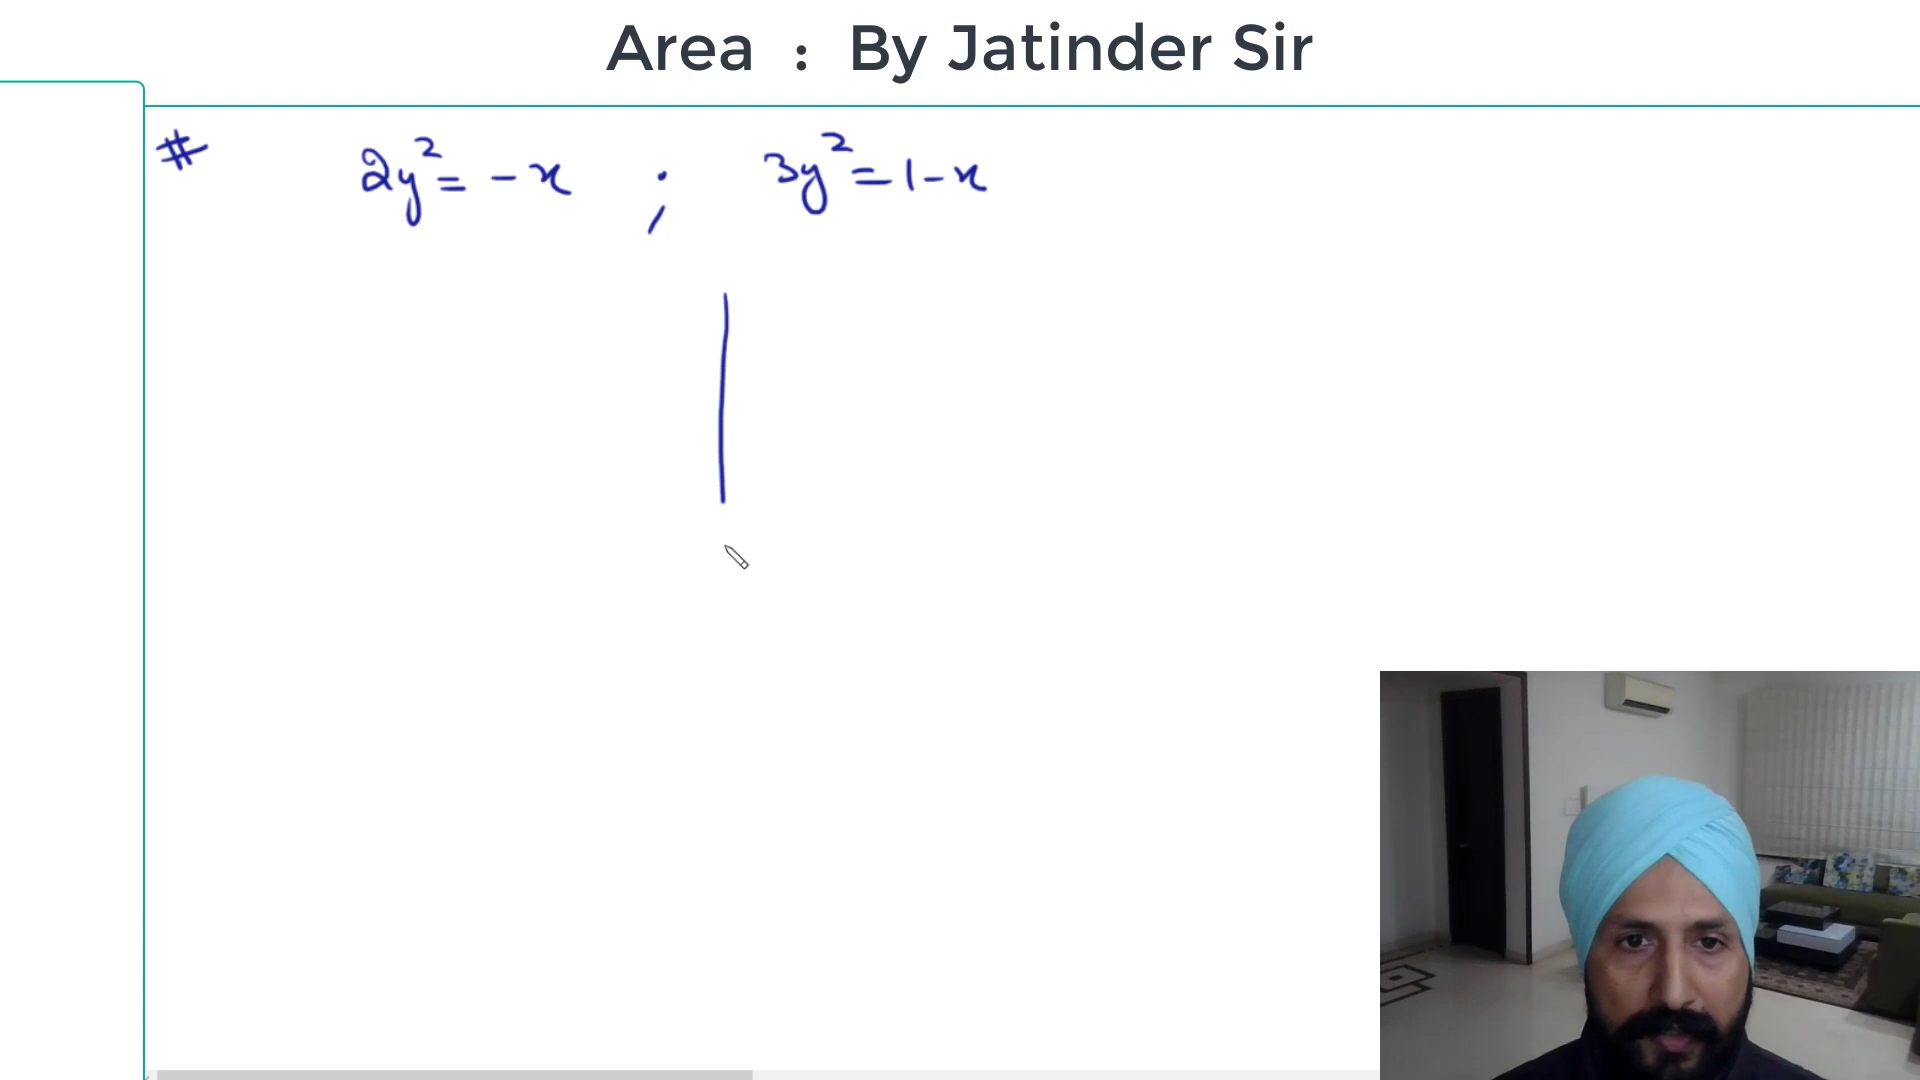 Area : By Jatinder Sir
# 2y² = -x ; 3y² = 1-x